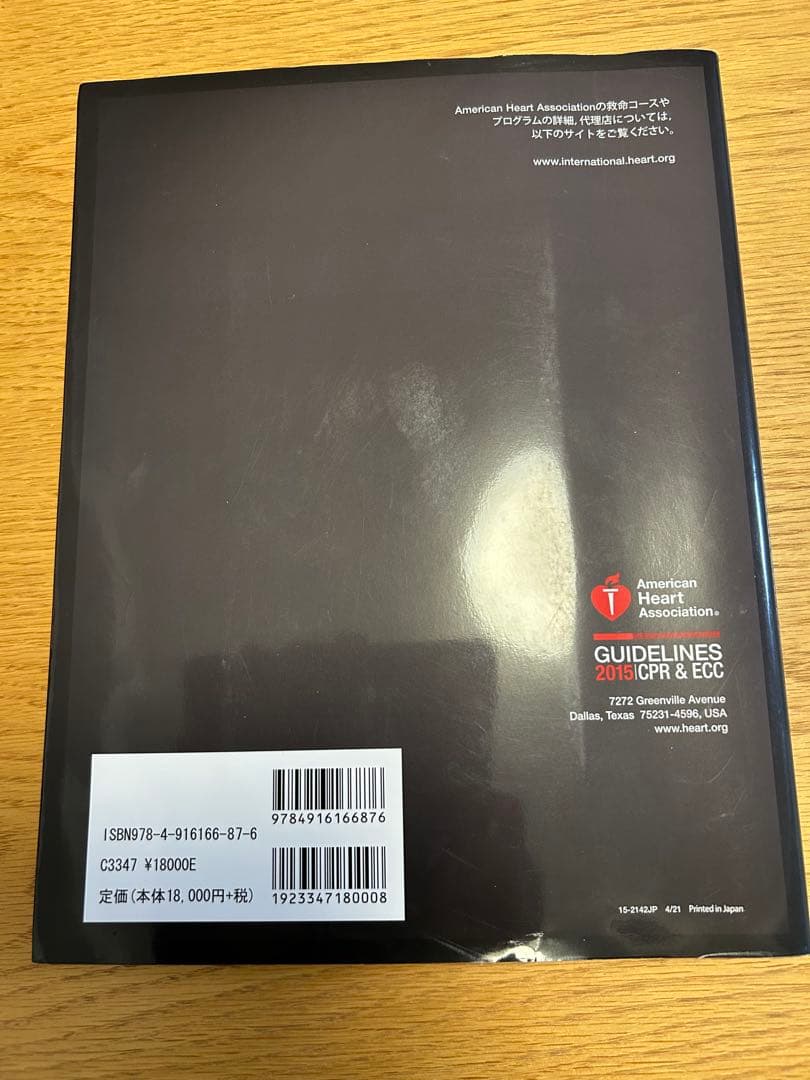 American Heart Associationの救命コースや
プログラムの詳細，代理店については，
以下のサイトをご覧ください。
www.international.heart.org
American
Heart
Association®
GUIDELINES
2015|CPR & ECC
7272 Greenville Avenue
Dallas, Texas 75231-4596, USA
www.heart.org
9784916166876
ISBN978-4-916166-87-6
C3347 ¥18000E
定価(本体18,000円+税)
1923347180008
15-2142JP 4/21 Printed in Japan